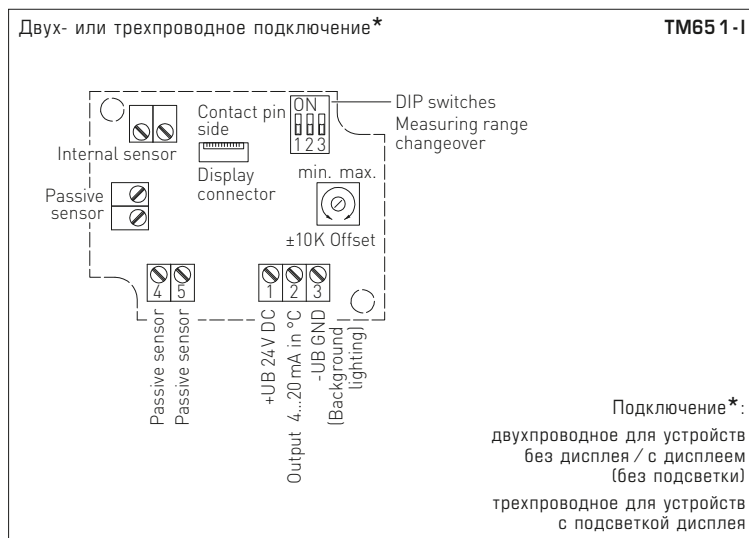 Двух- или трехпроводное подключение*
TM651-I
Contact pin
side
ON
1 2 3
DIP switches
Measuring range
changeover
Internal sensor
Display
connector
min. max.
Passive
sensor
±10K Offset
4 5
1 2 3
Passive sensor
Passive sensor
+UB 24V DC
Output 4...20mA in °C
-UB GND
(Background
lighting)
Подключение*:
двухпроводное для устройств
без дисплея / с дисплеем
(без подсветки)
трехпроводное для устройств
с подсветкой дисплея